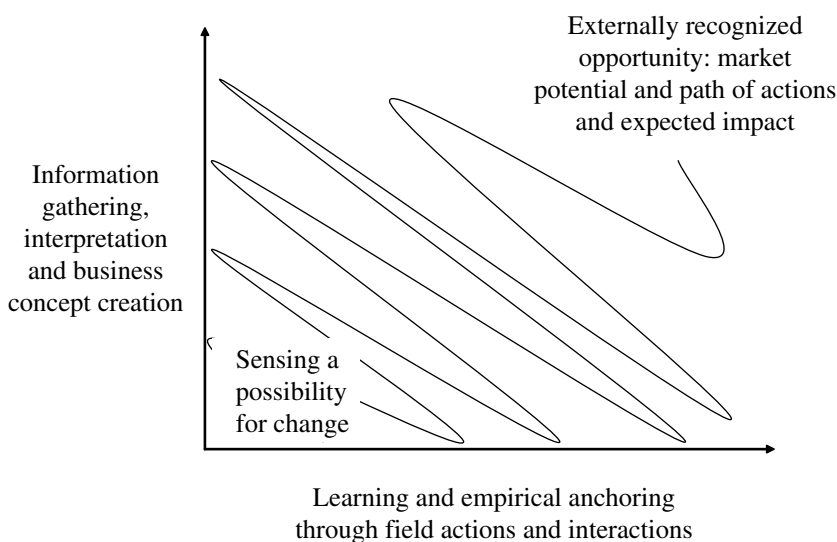 Externally recognized
opportunity: market
potential and path of actions
and expected impact
Information
gathering,
interpretation
and business
concept creation
Sensing a
possibility
for change
Learning and empirical anchoring
through field actions and interactions